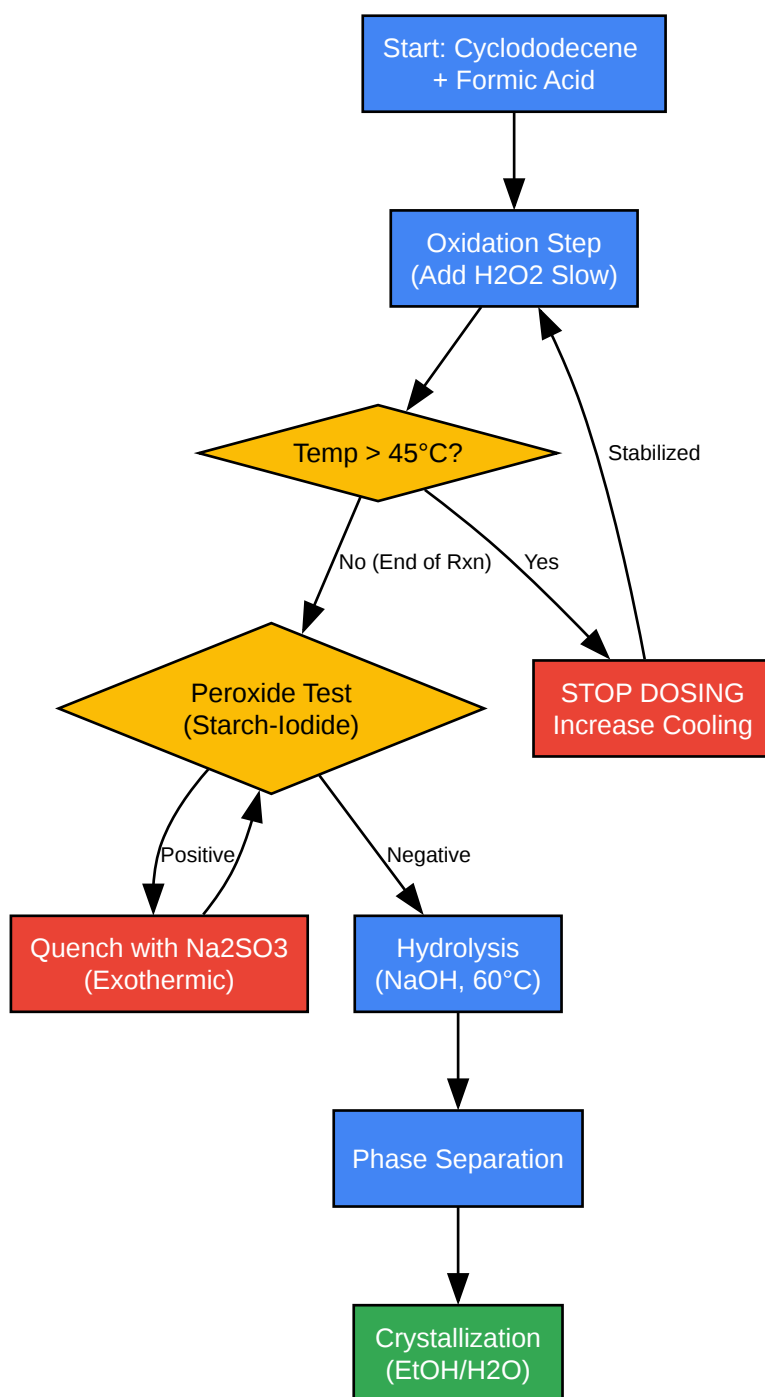 Start: Cyclododecene
+ Formic Acid
Oxidation Step
(Add H2O2 Slow)
Temp > 45°C?
Stabilized
No (End of Rxn)
Yes
Peroxide Test
(Starch-Iodide)
STOP DOSING
Increase Cooling
Positive
Negative
Quench with Na2SO3
(Exothermic)
Hydrolysis
(NaOH, 60°C)
Phase Separation
Crystallization
(EtOH/H2O)